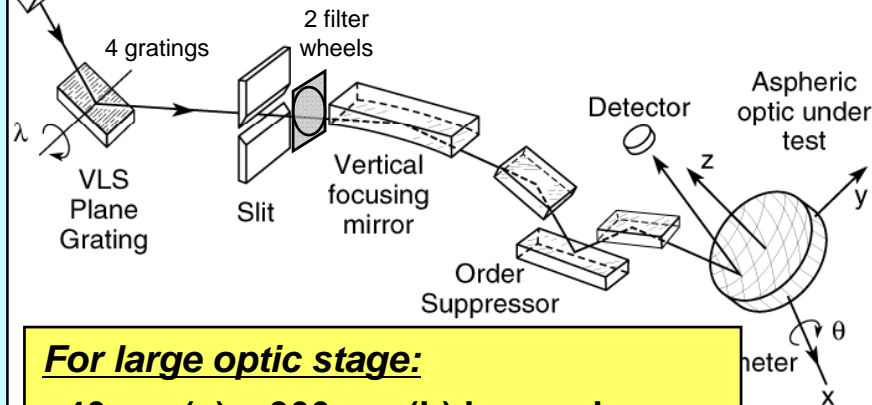 2 filter
wheels
4 gratings
Aspheric
optic under
test
Detector
λ
z
y
VLS
Plane
Grating
Slit
Vertical
focusing
mirror
Order
Suppressor
θ
x
For large optic stage: